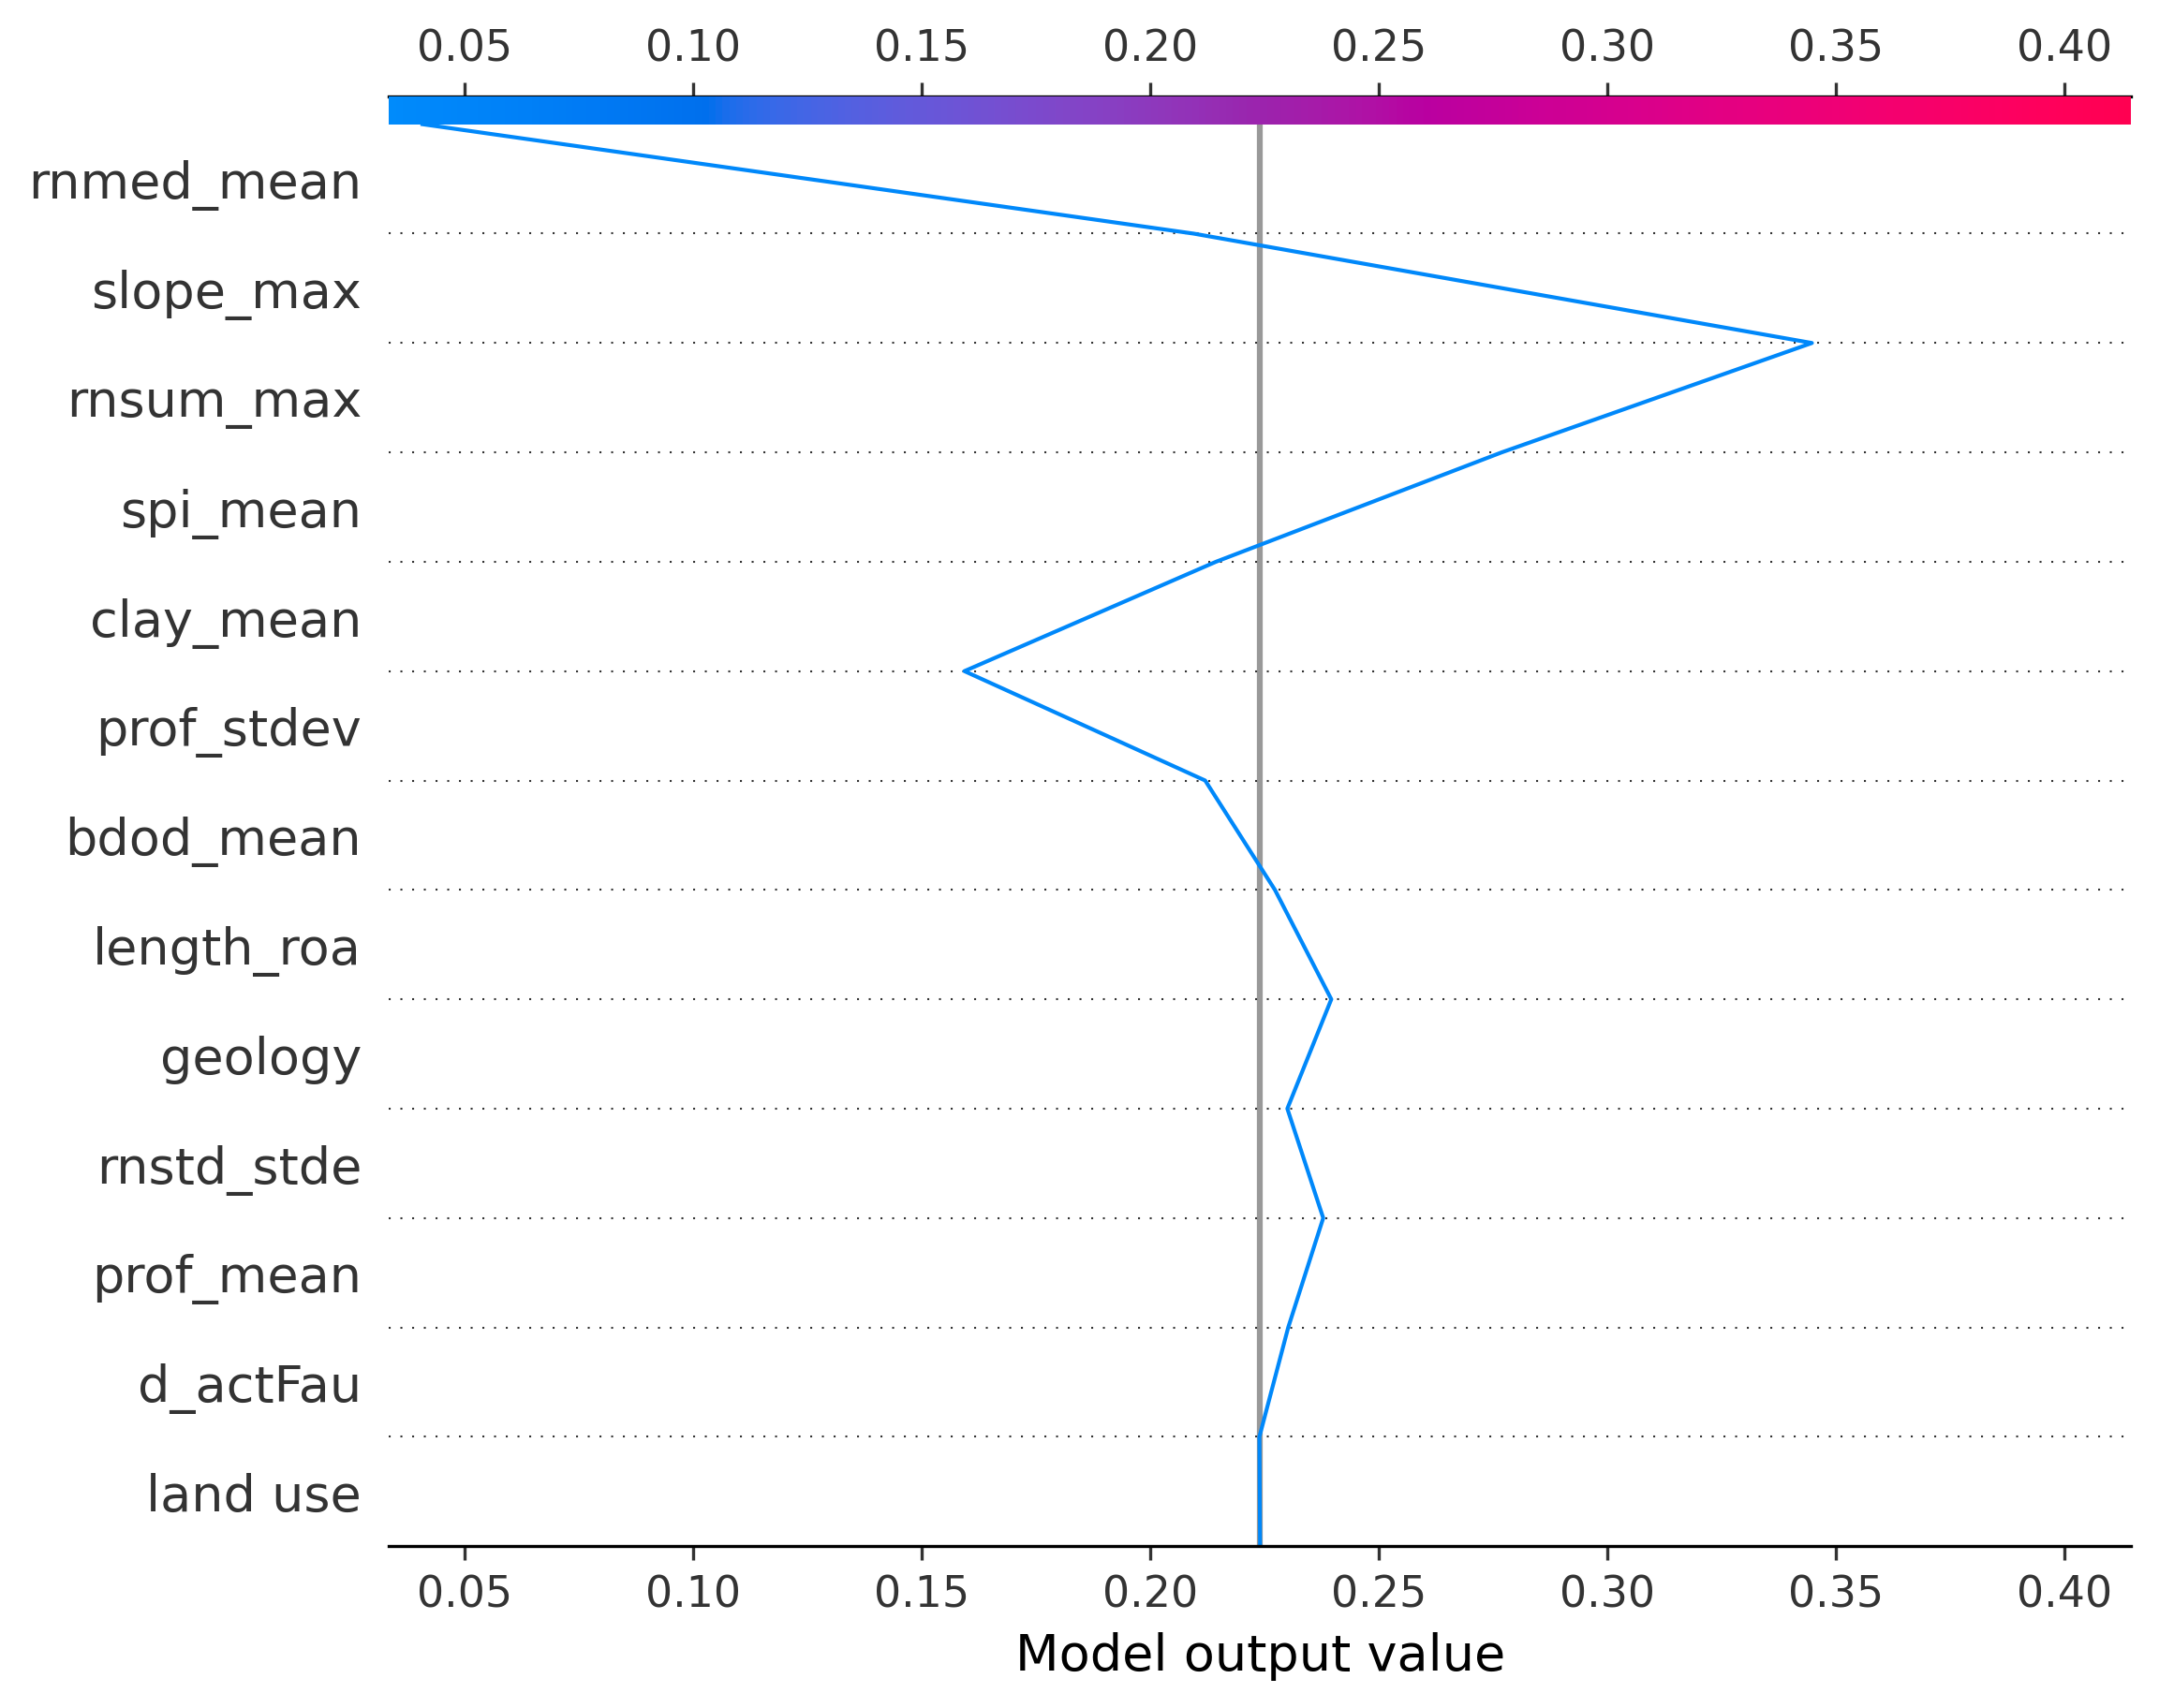 0.05 0.10 0.15 0.20 0.25 0.30 0.35 0.40
rnmed_mean
slope_max
rnsum_max
spi_mean
clay_mean
prof_stdev
bdod_mean
length_roa
geology
rnstd_stde
prof_mean
d_actFau
land use
0.05 0.10 0.15 0.20 0.25 0.30 0.35 0.40
Model output value